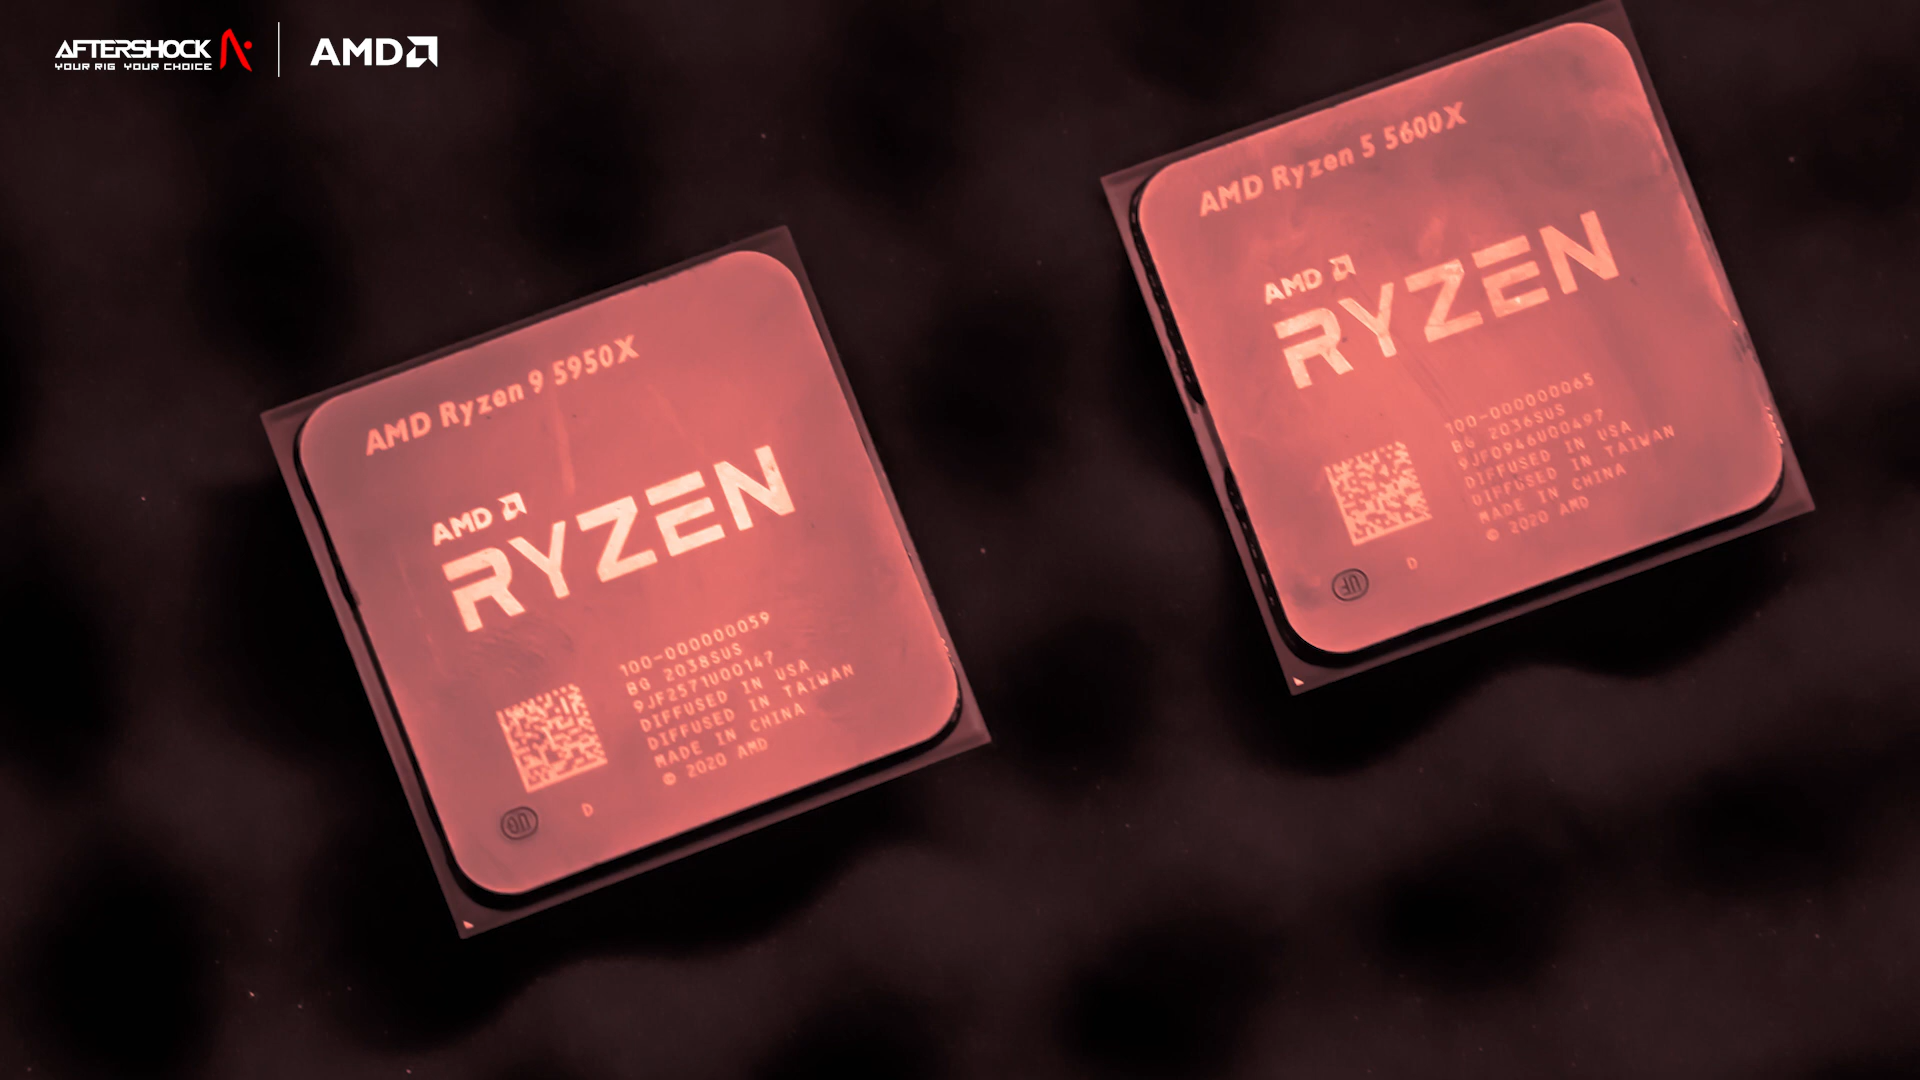 AFTERSHOCK
YOUR RIG YOUR CHOICE
AMD
AMD Ryzen 9 5950X
AMD
RYZEN
100-000000059
BG 2038SUS
9JF2571U00147
DIFFUSED IN USA
DIFFUSED IN TAIWAN
MADE IN CHINA
© 2020 AMD
D
UG
AMD Ryzen 5 5600X
AMD
RYZEN
100-000000065
BG 2036SUS
9JF0946U00497
DIFFUSED IN USA
DIFFUSED IN TAIWAN
MADE IN CHINA
© 2020 AMD
D
UF